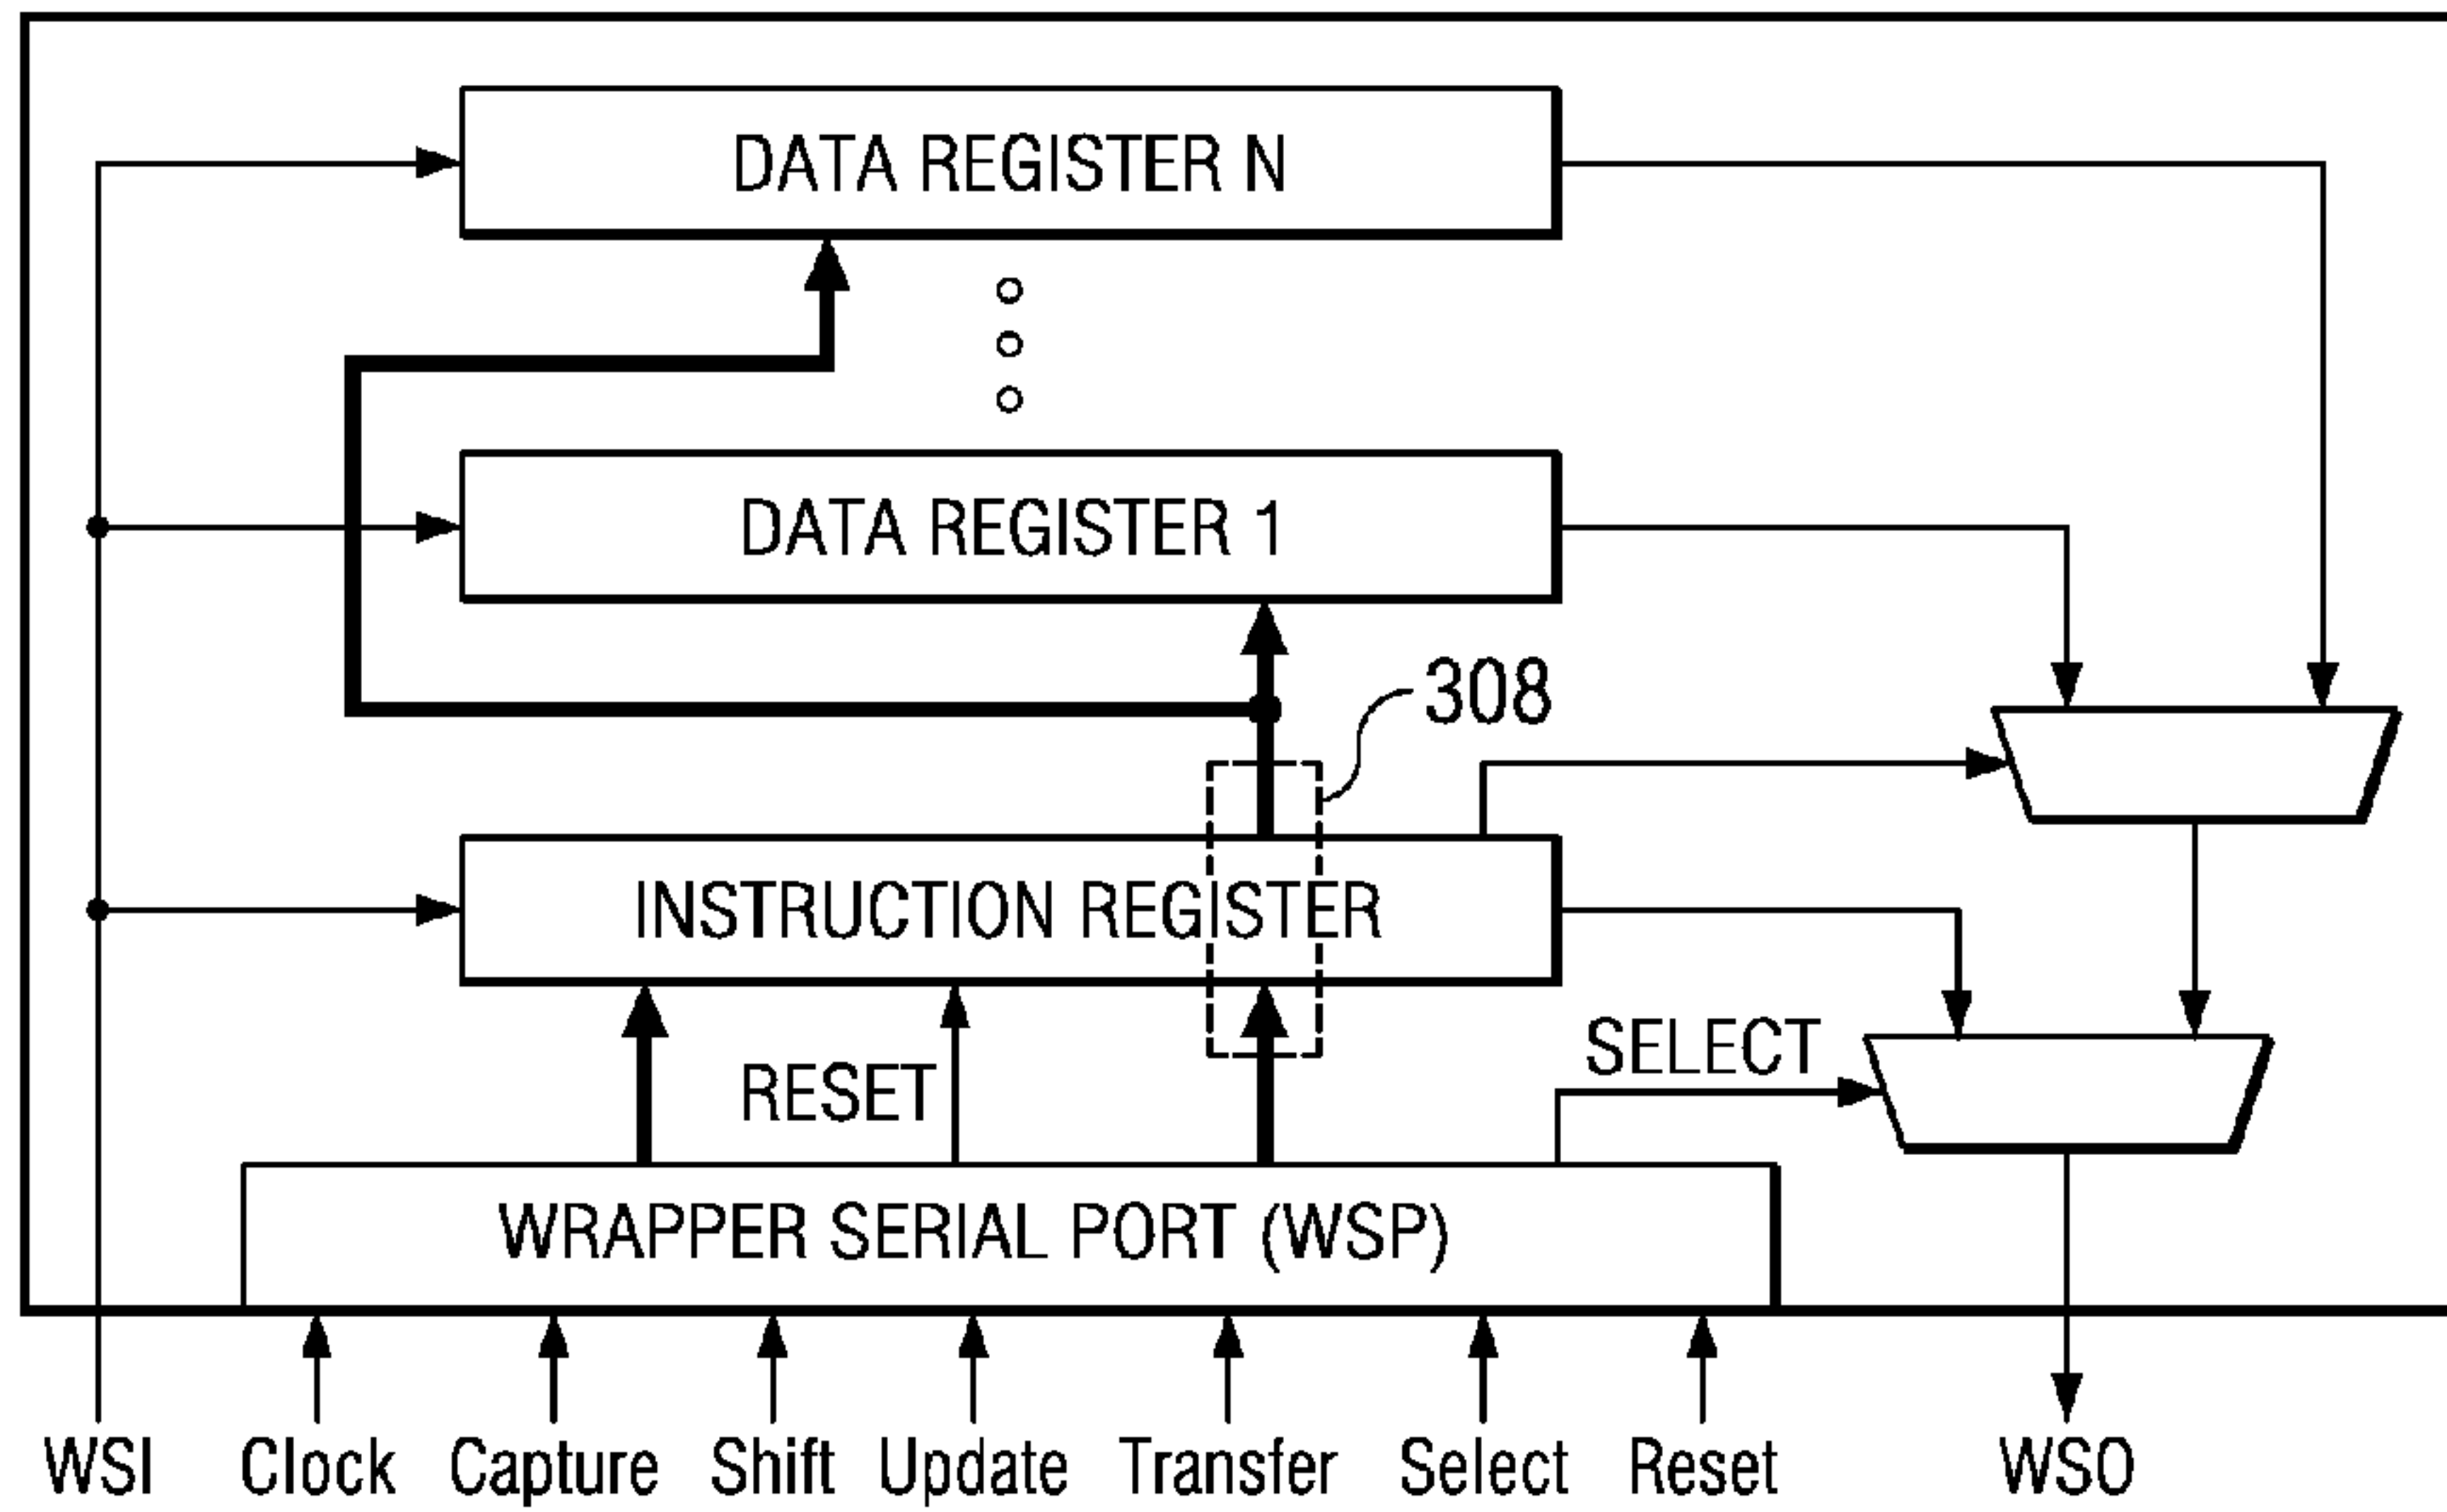 DATA REGISTER N
DATA REGISTER 1
308
INSTRUCTION REGISTER
SELECT
RESET
WRAPPER SERIAL PORT (WSP)
WSI Clock Capture Shift Update Transfer Select Reset WSO